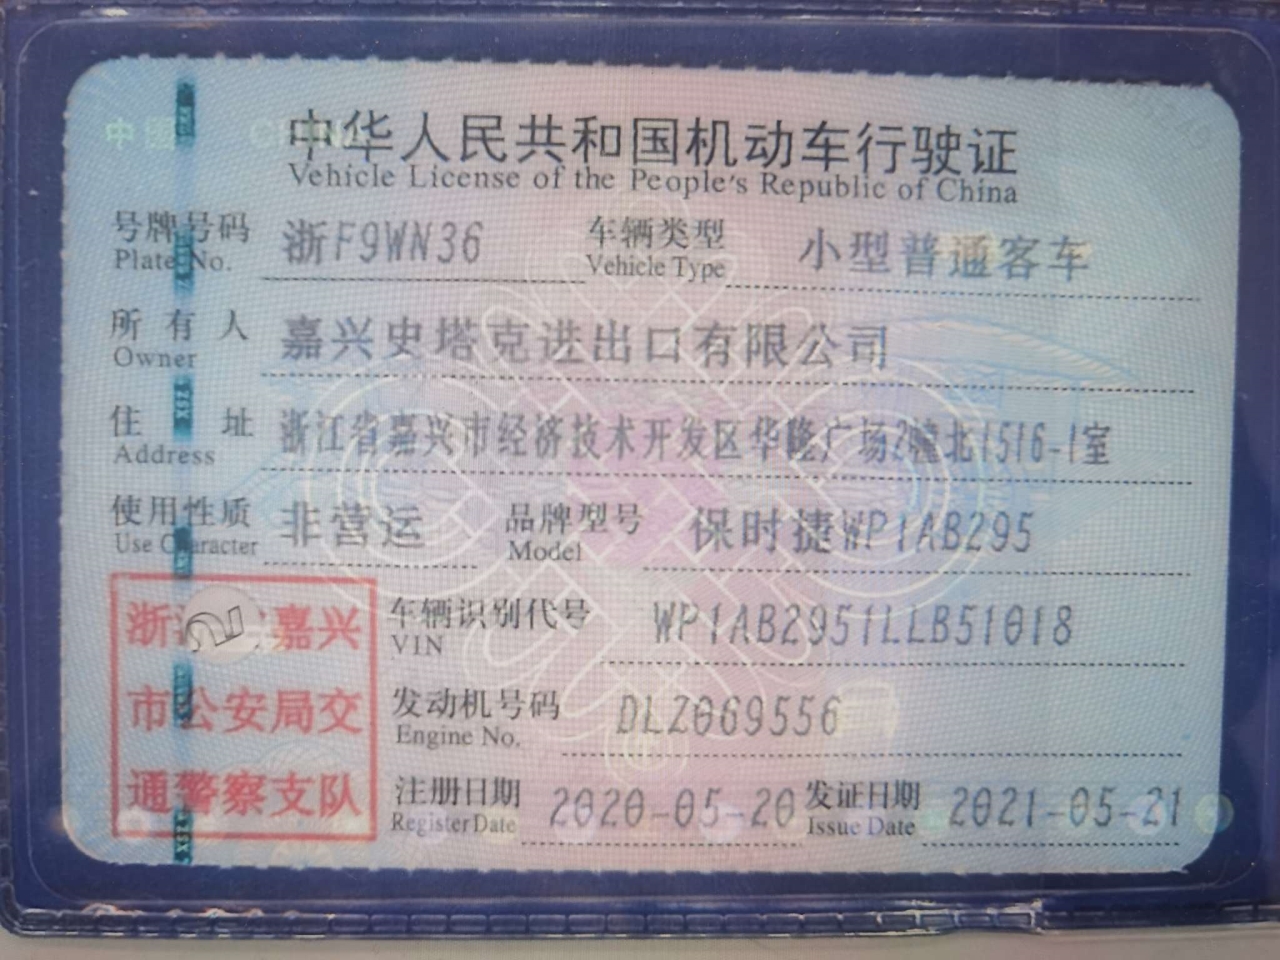 中国 CHINA
中华人民共和国机动车行驶证
Vehicle License of the People's Republic of China
号牌号码 浙F9WN36 车辆类型 小型普通客车
Plate No. Vehicle Type
所有人 嘉兴史塔克进出口有限公司
Owner
住址 浙江省嘉兴市经济技术开发区华隆广场2幢北1516-1室
Address
使用性质 非营运 品牌型号 保时捷WP1AB295
Use Character Model
浙江 嘉兴 车辆识别代号 WP1AB2951LLB51018
VIN
市公安局交 发动机号码 DLZ069556
Engine No.
通警察支队 注册日期 2020-05-20 发证日期 2021-05-21
Register Date Issue Date